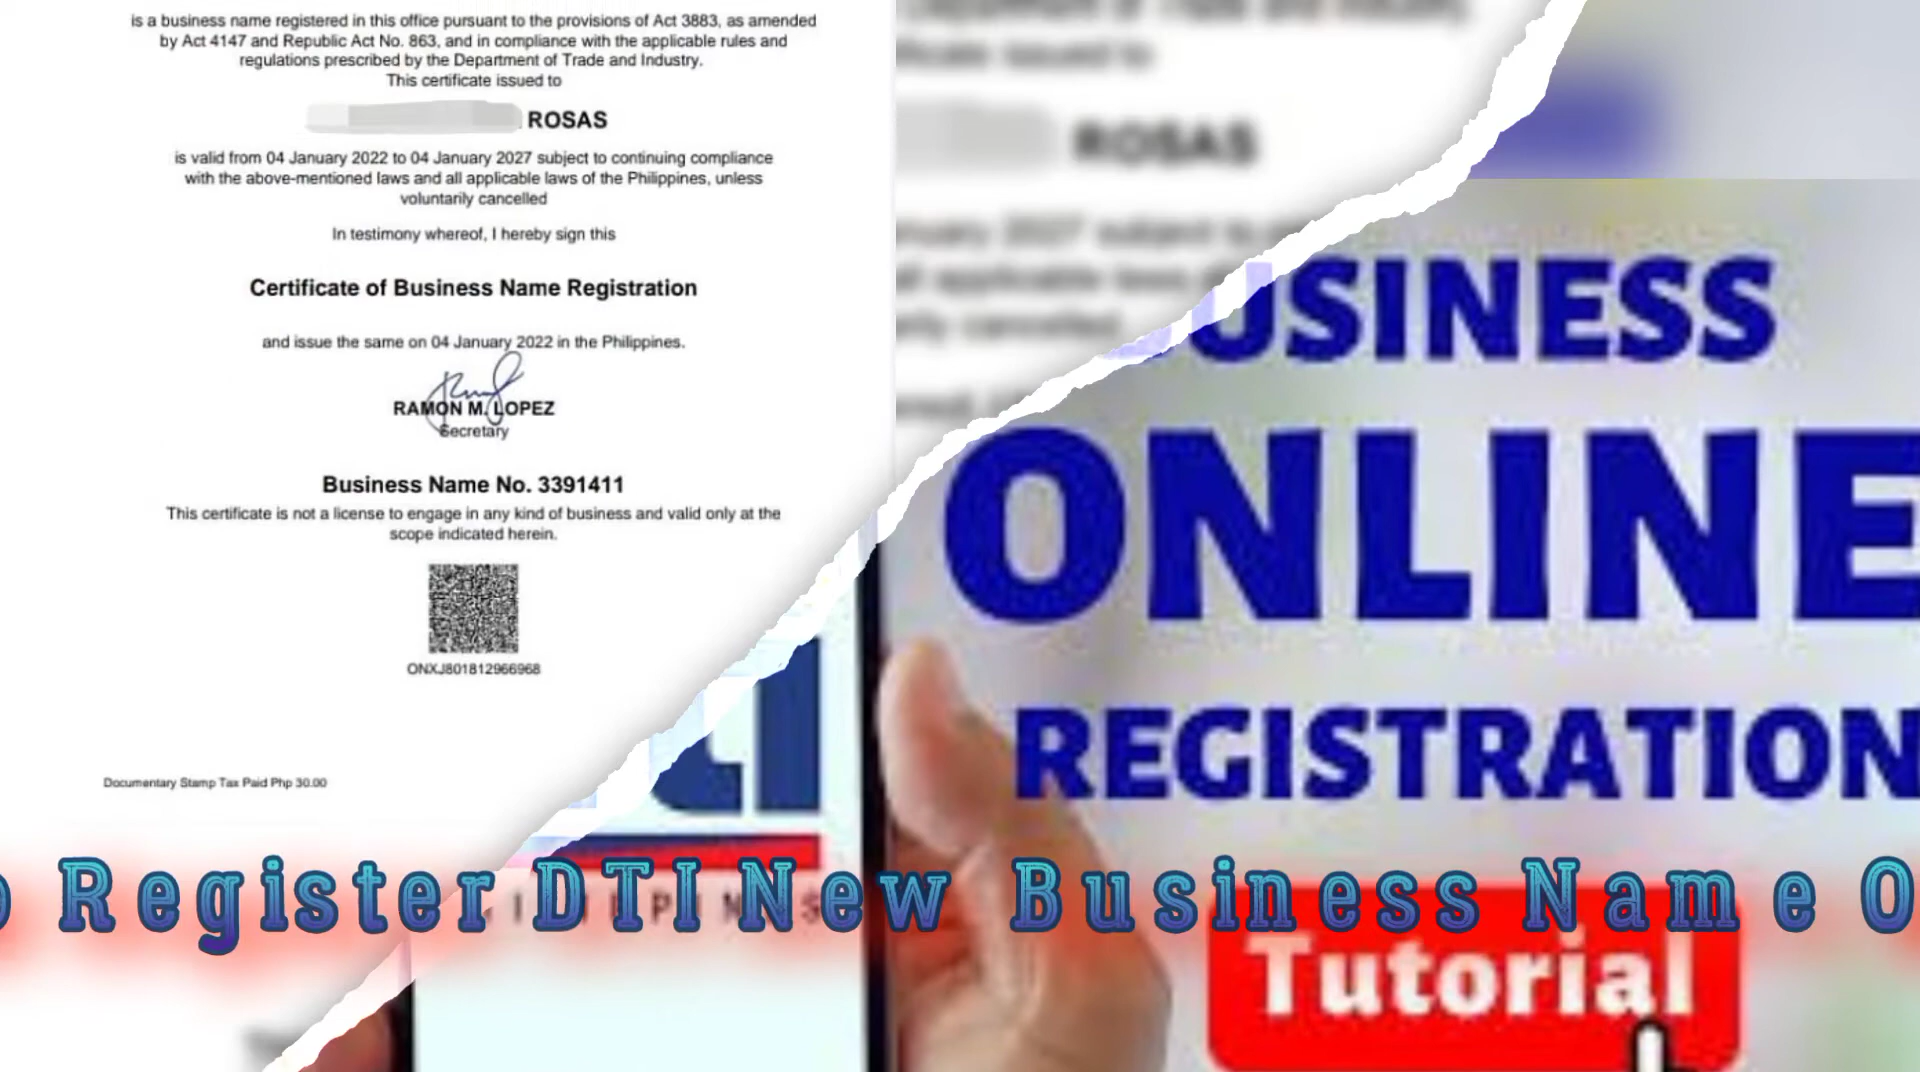 is a business name registered in this office pursuant to the provisions of Act 3883, as amended
by Act 4147 and Republic Act No. 863, and in compliance with the applicable rules and
regulations prescribed by the Department of Trade and Industry.
This certificate issued to
ROSAS
is valid from 04 January 2022 to 04 January 2027 subject to continuing compliance
with the above-mentioned laws and all applicable laws of the Philippines, unless
voluntarily cancelled
In testimony whereof, I hereby sign this
Certificate of Business Name Registration
and issue the same on 04 January 2022 in the Philippines.
RAMON M. LOPEZ
Secretary
Business Name No. 3391411
This certificate is not a license to engage in any kind of business and valid only at the
scope indicated herein.
ONXJ801812966968
Documentary Stamp Tax Paid Php 30.00
ROSAS
BUSINESS
ONLINE
REGISTRATION
Register DTI New Business Name O
Tutorial